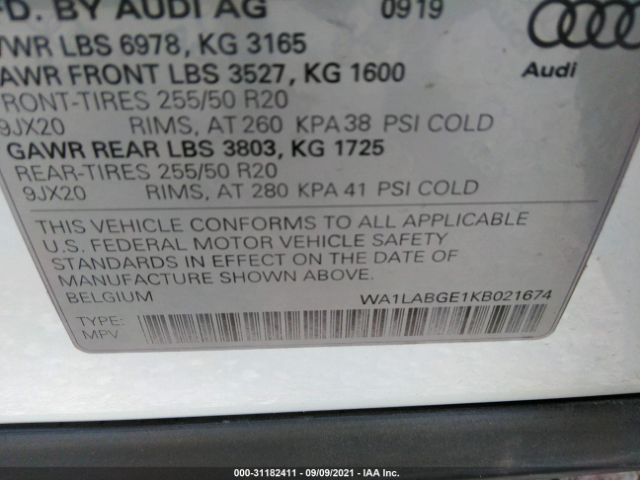 MFD. BY AUDI AG 09 19
LBS 6978, KG 3165
GAWR FRONT LBS 3527, KG 1600
FRONT-TIRES 255/50 R20
9JX20 RIMS, AT 260 KPA 38 PSI COLD
GAWR REAR LBS 3803, KG 1725
REAR-TIRES 255/50 R20
9JX20 RIMS, AT 280 KPA 41 PSI COLD
Audi
THIS VEHICLE CONFORMS TO ALL APPLICABLE
U.S. FEDERAL MOTOR VEHICLE SAFETY
STANDARDS IN EFFECT ON THE DATE OF
MANUFACTURE SHOWN ABOVE.
BELGIUM WA1LABGE1KB021674
TYPE:
MPV
000-31182411 - 09/09/2021 - IAA Inc.